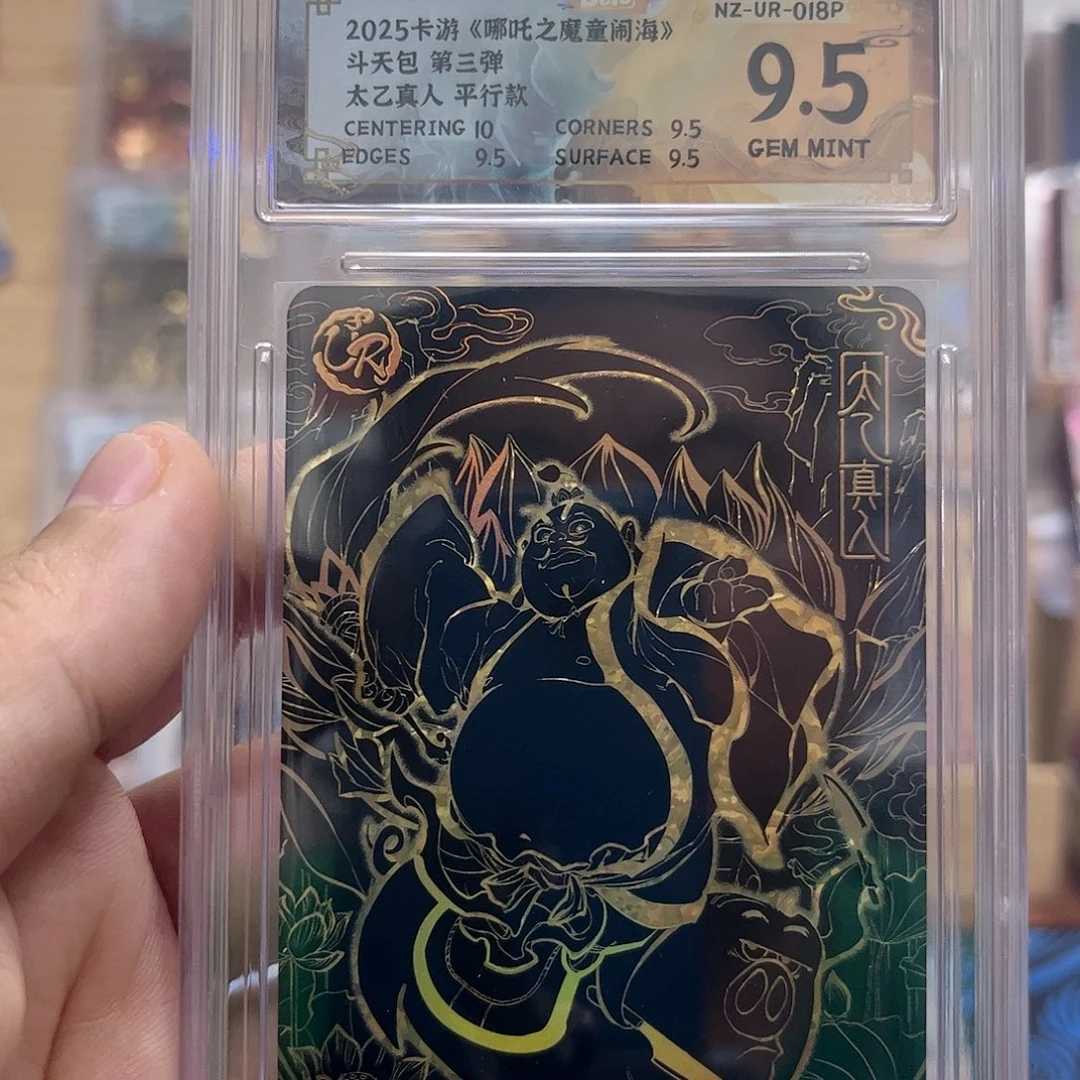 NZ-UR-018P
2025卡游《哪吒之魔童闹海》
斗天包 第三弹
太乙真人 平行款
9.5
GEM MINT
CENTERING 10 CORNERS 9.5
EDGES 9.5 SURFACE 9.5
UR
太乙真人